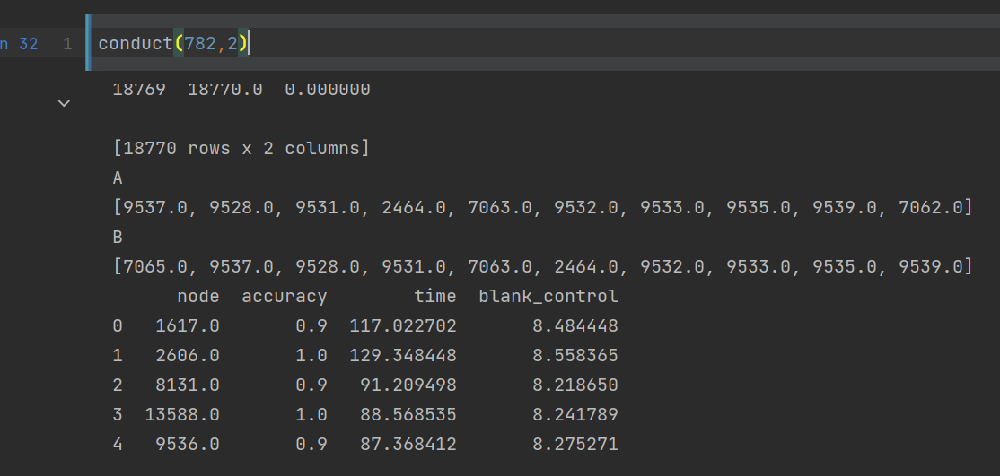 n 32 1 conduct(782,2)
18769 18770.0 0.000000
[18770 rows x 2 columns]
A
[9537.0, 9528.0, 9531.0, 2464.0, 7063.0, 9532.0, 9533.0, 9535.0, 9539.0, 7062.0]
B
[7065.0, 9537.0, 9528.0, 9531.0, 7063.0, 2464.0, 9532.0, 9533.0, 9535.0, 9539.0]
node accuracy time blank_control
0 1617.0 0.9 117.022702 8.484448
1 2606.0 1.0 129.348448 8.558365
2 8131.0 0.9 91.209498 8.218650
3 13588.0 1.0 88.568535 8.241789
4 9536.0 0.9 87.368412 8.275271